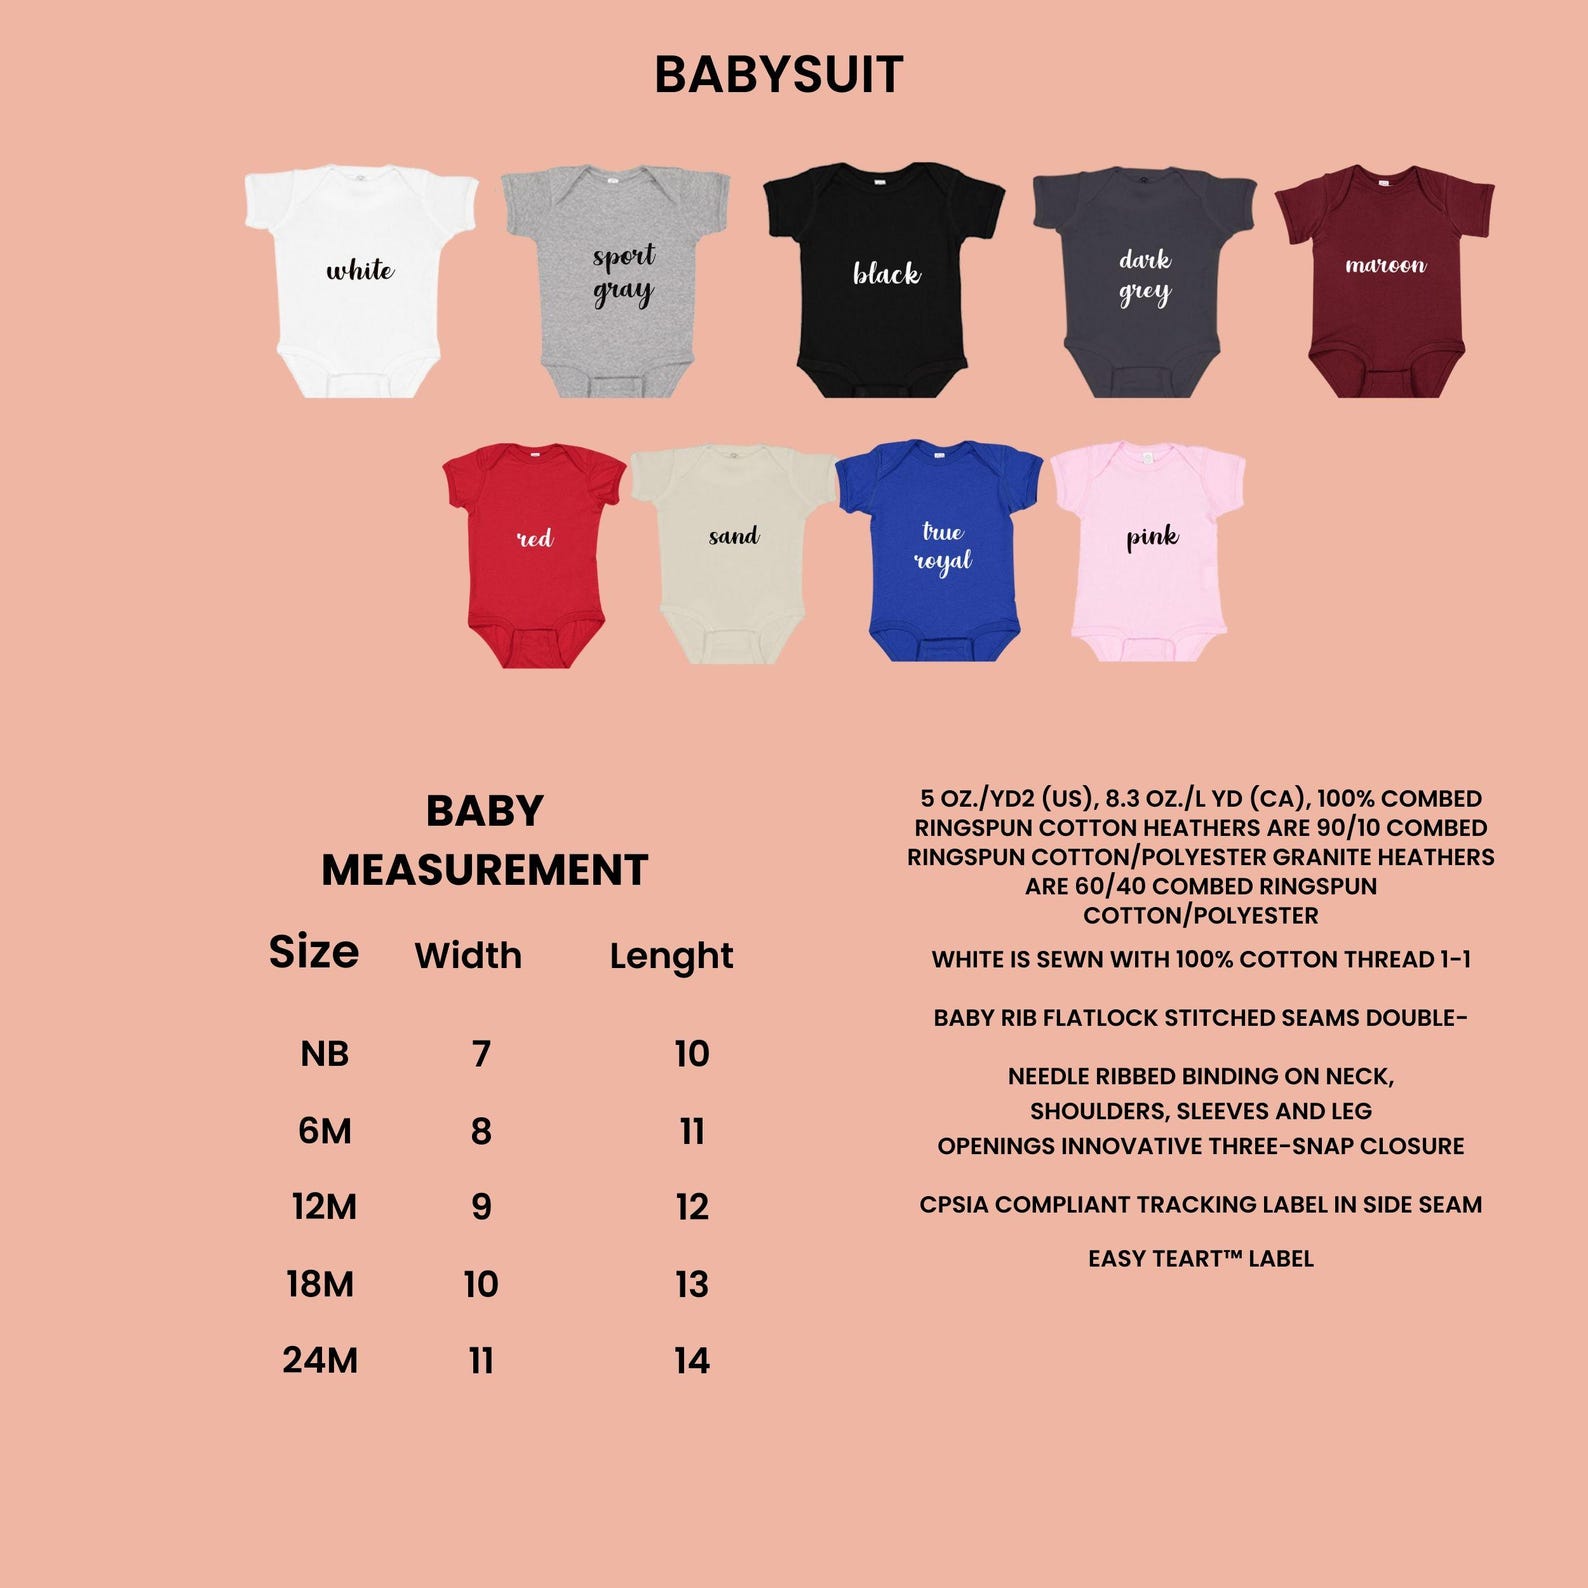 BABYSUIT
white
sport
gray
black
dark
grey
maroon
red
sand
true
royal
pink
BABY
MEASUREMENT
Size Width Lenght
NB 7 10
6M 8 11
12M 9 12
18M 10 13
24M 11 14
5 OZ./YD2 (US), 8.3 OZ./L YD (CA), 100% COMBED
RINGSPUN COTTON HEATHERS ARE 90/10 COMBED
RINGSPUN COTTON/POLYESTER GRANITE HEATHERS
ARE 60/40 COMBED RINGSPUN
COTTON/POLYESTER
WHITE IS SEWN WITH 100% COTTON THREAD 1-1
BABY RIB FLATLOCK STITCHED SEAMS DOUBLE-
NEEDLE RIBBED BINDING ON NECK,
SHOULDERS, SLEEVES AND LEG
OPENINGS INNOVATIVE THREE-SNAP CLOSURE
CPSIA COMPLIANT TRACKING LABEL IN SIDE SEAM
EASY TEART™ LABEL